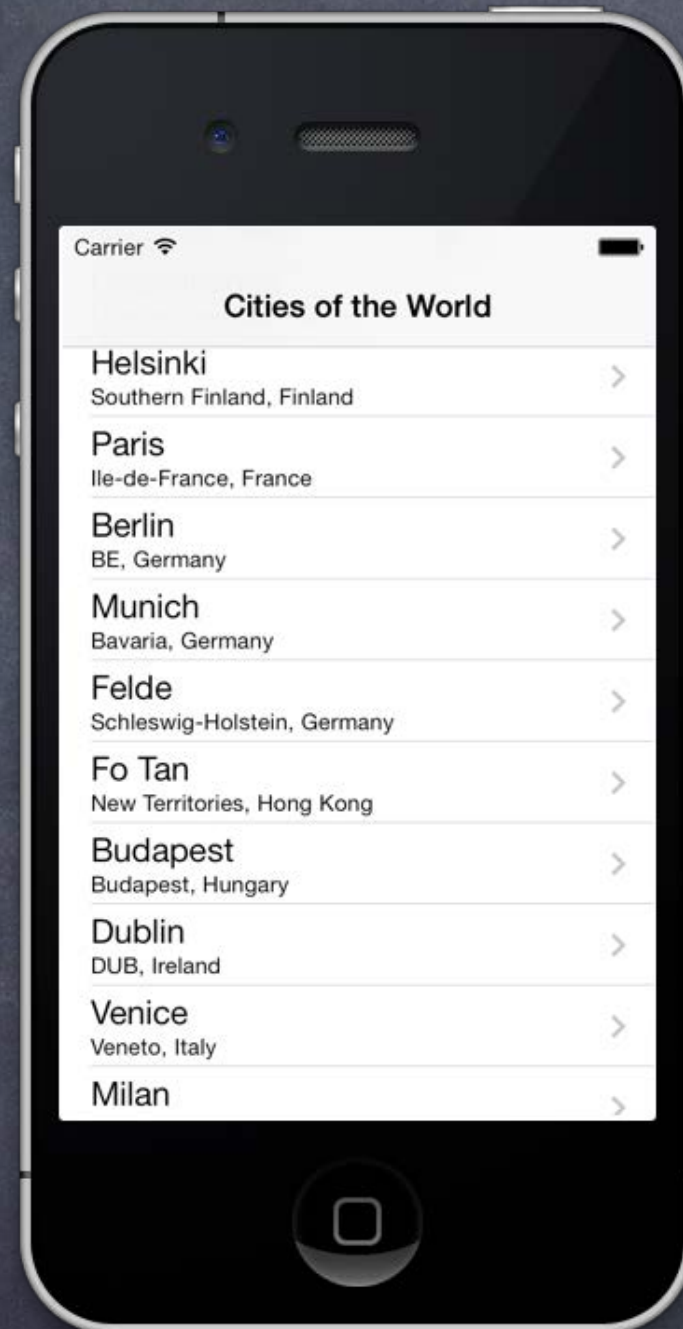 Carrier
Cities of the World
Helsinki
Southern Finland, Finland
Paris
Ile-de-France, France
Berlin
BE, Germany
Munich
Bavaria, Germany
Felde
Schleswig-Holstein, Germany
Fo Tan
New Territories, Hong Kong
Budapest
Budapest, Hungary
Dublin
DUB, Ireland
Venice
Veneto, Italy
Milan